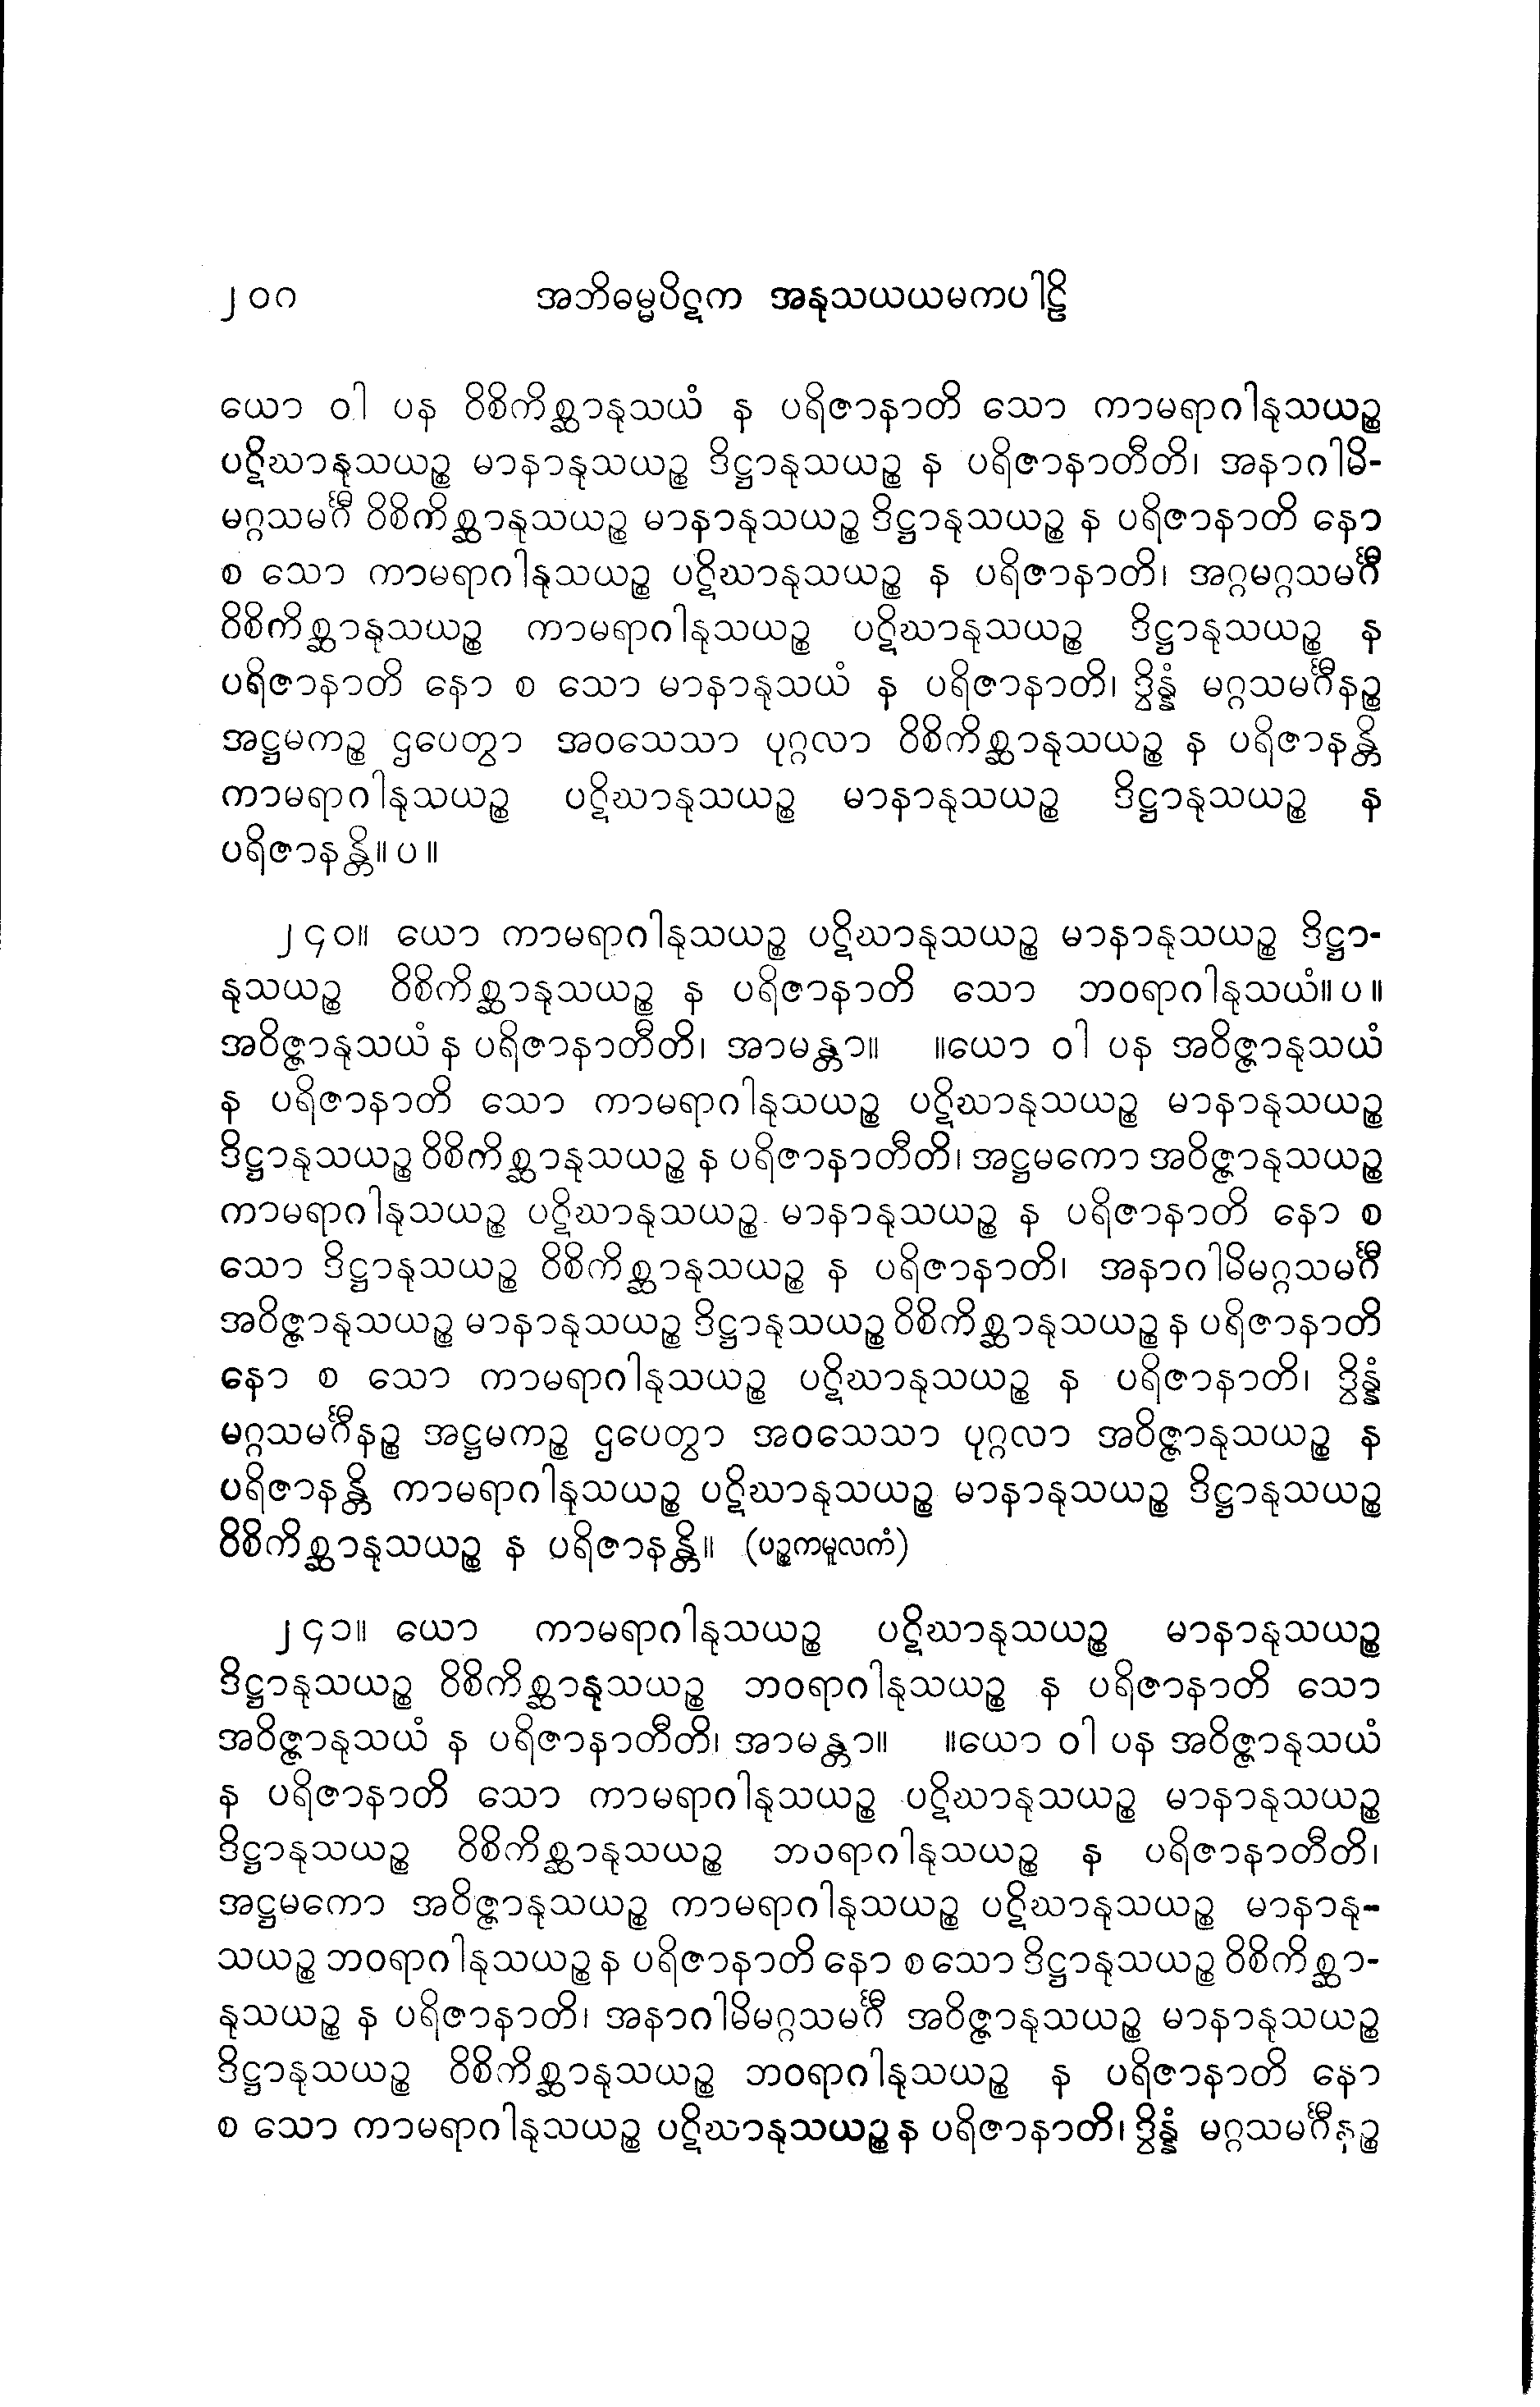 ၂၀၈ အဘိဓမ္မပိဋက အနုသယယမကပါဠိ
ယော ဝါ ပန ဝိစိကိစ္ဆာနုသယံ န ပရိဇာနာတိ သော ကာမရာဂါနုသယဉ္စ
ပဋိဃာနုသယဉ္စ မာနာနုသယဉ္စ ဒိဋ္ဌာနုသယဉ္စ န ပရိဇာနာတီတိ၊ အနာဂါမိ-
မဂ္ဂသမင်္ဂီ ဝိစိကိစ္ဆာနုသယဉ္စ မာနာနုသယဉ္စ ဒိဋ္ဌာနုသယဉ္စ န ပရိဇာနာတိ နော
စ သော ကာမရာဂါနုသယဉ္စ ပဋိဃာနုသယဉ္စ န ပရိဇာနာတိ၊ အဂ္ဂမဂ္ဂသမင်္ဂီ
ဝိစိကိစ္ဆာနုသယဉ္စ ကာမရာဂါနုသယဉ္စ ပဋိဃာနုသယဉ္စ ဒိဋ္ဌာနုသယဉ္စ န
ပရိဇာနာတိ နော စ သော မာနာနုသယံ န ပရိဇာနာတိ၊ ဒွိန္နံ မဂ္ဂသမင်္ဂီနဉ္စ
အဋ္ဌမကဉ္စ ဌပေတွာ အဝသေသာ ပုဂ္ဂလာ ဝိစိကိစ္ဆာနုသယဉ္စ န ပရိဇာနန္တိ
ကာမရာဂါနုသယဉ္စ ပဋိဃာနုသယဉ္စ မာနာနုသယဉ္စ ဒိဋ္ဌာနုသယဉ္စ န
ပရိဇာနန္တိ။ပ။
၂၄၀။ ယော ကာမရာဂါနုသယဉ္စ ပဋိဃာနုသယဉ္စ မာနာနုသယဉ္စ ဒိဋ္ဌာ-
နုသယဉ္စ ဝိစိကိစ္ဆာနုသယဉ္စ န ပရိဇာနာတိ သော ဘဝရာဂါနုသယံ။ပ။
အဝိဇ္ဇာနုသယံ န ပရိဇာနာတီတိ၊ အာမန္တာ။ ။ယော ဝါ ပန အဝိဇ္ဇာနုသယံ
န ပရိဇာနာတိ သော ကာမရာဂါနုသယဉ္စ ပဋိဃာနုသယဉ္စ မာနာနုသယဉ္စ
ဒိဋ္ဌာနုသယဉ္စ ဝိစိကိစ္ဆာနုသယဉ္စ န ပရိဇာနာတီတိ၊ အဋ္ဌမကော အဝိဇ္ဇာနုသယဉ္စ
ကာမရာဂါနုသယဉ္စ ပဋိဃာနုသယဉ္စ မာနာနုသယဉ္စ န ပရိဇာနာတိ နော စ
သော ဒိဋ္ဌာနုသယဉ္စ ဝိစိကိစ္ဆာနုသယဉ္စ န ပရိဇာနာတိ၊ အနာဂါမိမဂ္ဂသမင်္ဂီ
အဝိဇ္ဇာနုသယဉ္စ မာနာနုသယဉ္စ ဒိဋ္ဌာနုသယဉ္စ ဝိစိကိစ္ဆာနုသယဉ္စ န ပရိဇာနာတိ
နော စ သော ကာမရာဂါနုသယဉ္စ ပဋိဃာနုသယဉ္စ န ပရိဇာနာတိ၊ ဒွိန္နံ
မဂ္ဂသမင်္ဂီနဉ္စ အဋ္ဌမကဉ္စ ဌပေတွာ အဝသေသာ ပုဂ္ဂလာ အဝိဇ္ဇာနုသယဉ္စ န
ပရိဇာနန္တိ ကာမရာဂါနုသယဉ္စ ပဋိဃာနုသယဉ္စ မာနာနုသယဉ္စ ဒိဋ္ဌာနုသယဉ္စ
ဝိစိကိစ္ဆာနုသယဉ္စ န ပရိဇာနန္တိ။ (ပဉ္စကမူလကံ)
၂၄၁။ ယော ကာမရာဂါနုသယဉ္စ ပဋိဃာနုသယဉ္စ မာနာနုသယဉ္စ
ဒိဋ္ဌာနုသယဉ္စ ဝိစိကိစ္ဆာနုသယဉ္စ ဘဝရာဂါနုသယဉ္စ န ပရိဇာနာတိ သော
အဝိဇ္ဇာနုသယံ န ပရိဇာနာတီတိ၊ အာမန္တာ။ ။ယော ဝါ ပန အဝိဇ္ဇာနုသယံ
န ပရိဇာနာတိ သော ကာမရာဂါနုသယဉ္စ ပဋိဃာနုသယဉ္စ မာနာနုသယဉ္စ
ဒိဋ္ဌာနုသယဉ္စ ဝိစိကိစ္ဆာနုသယဉ္စ ဘဝရာဂါနုသယဉ္စ န ပရိဇာနာတီတိ၊
အဋ္ဌမကော အဝိဇ္ဇာနုသယဉ္စ ကာမရာဂါနုသယဉ္စ ပဋိဃာနုသယဉ္စ မာနာနု-
သယဉ္စ ဘဝရာဂါနုသယဉ္စ န ပရိဇာနာတိ နော စ သော ဒိဋ္ဌာနုသယဉ္စ ဝိစိကိစ္ဆာ-
နုသယဉ္စ န ပရိဇာနာတိ၊ အနာဂါမိမဂ္ဂသမင်္ဂီ အဝိဇ္ဇာနုသယဉ္စ မာနာနုသယဉ္စ
ဒိဋ္ဌာနုသယဉ္စ ဝိစိကိစ္ဆာနုသယဉ္စ ဘဝရာဂါနုသယဉ္စ န ပရိဇာနာတိ နော
စ သော ကာမရာဂါနုသယဉ္စ ပဋိဃာနုသယဉ္စ န ပရိဇာနာတိ၊ ဒွိန္နံ မဂ္ဂသမင်္ဂီနဉ္စ